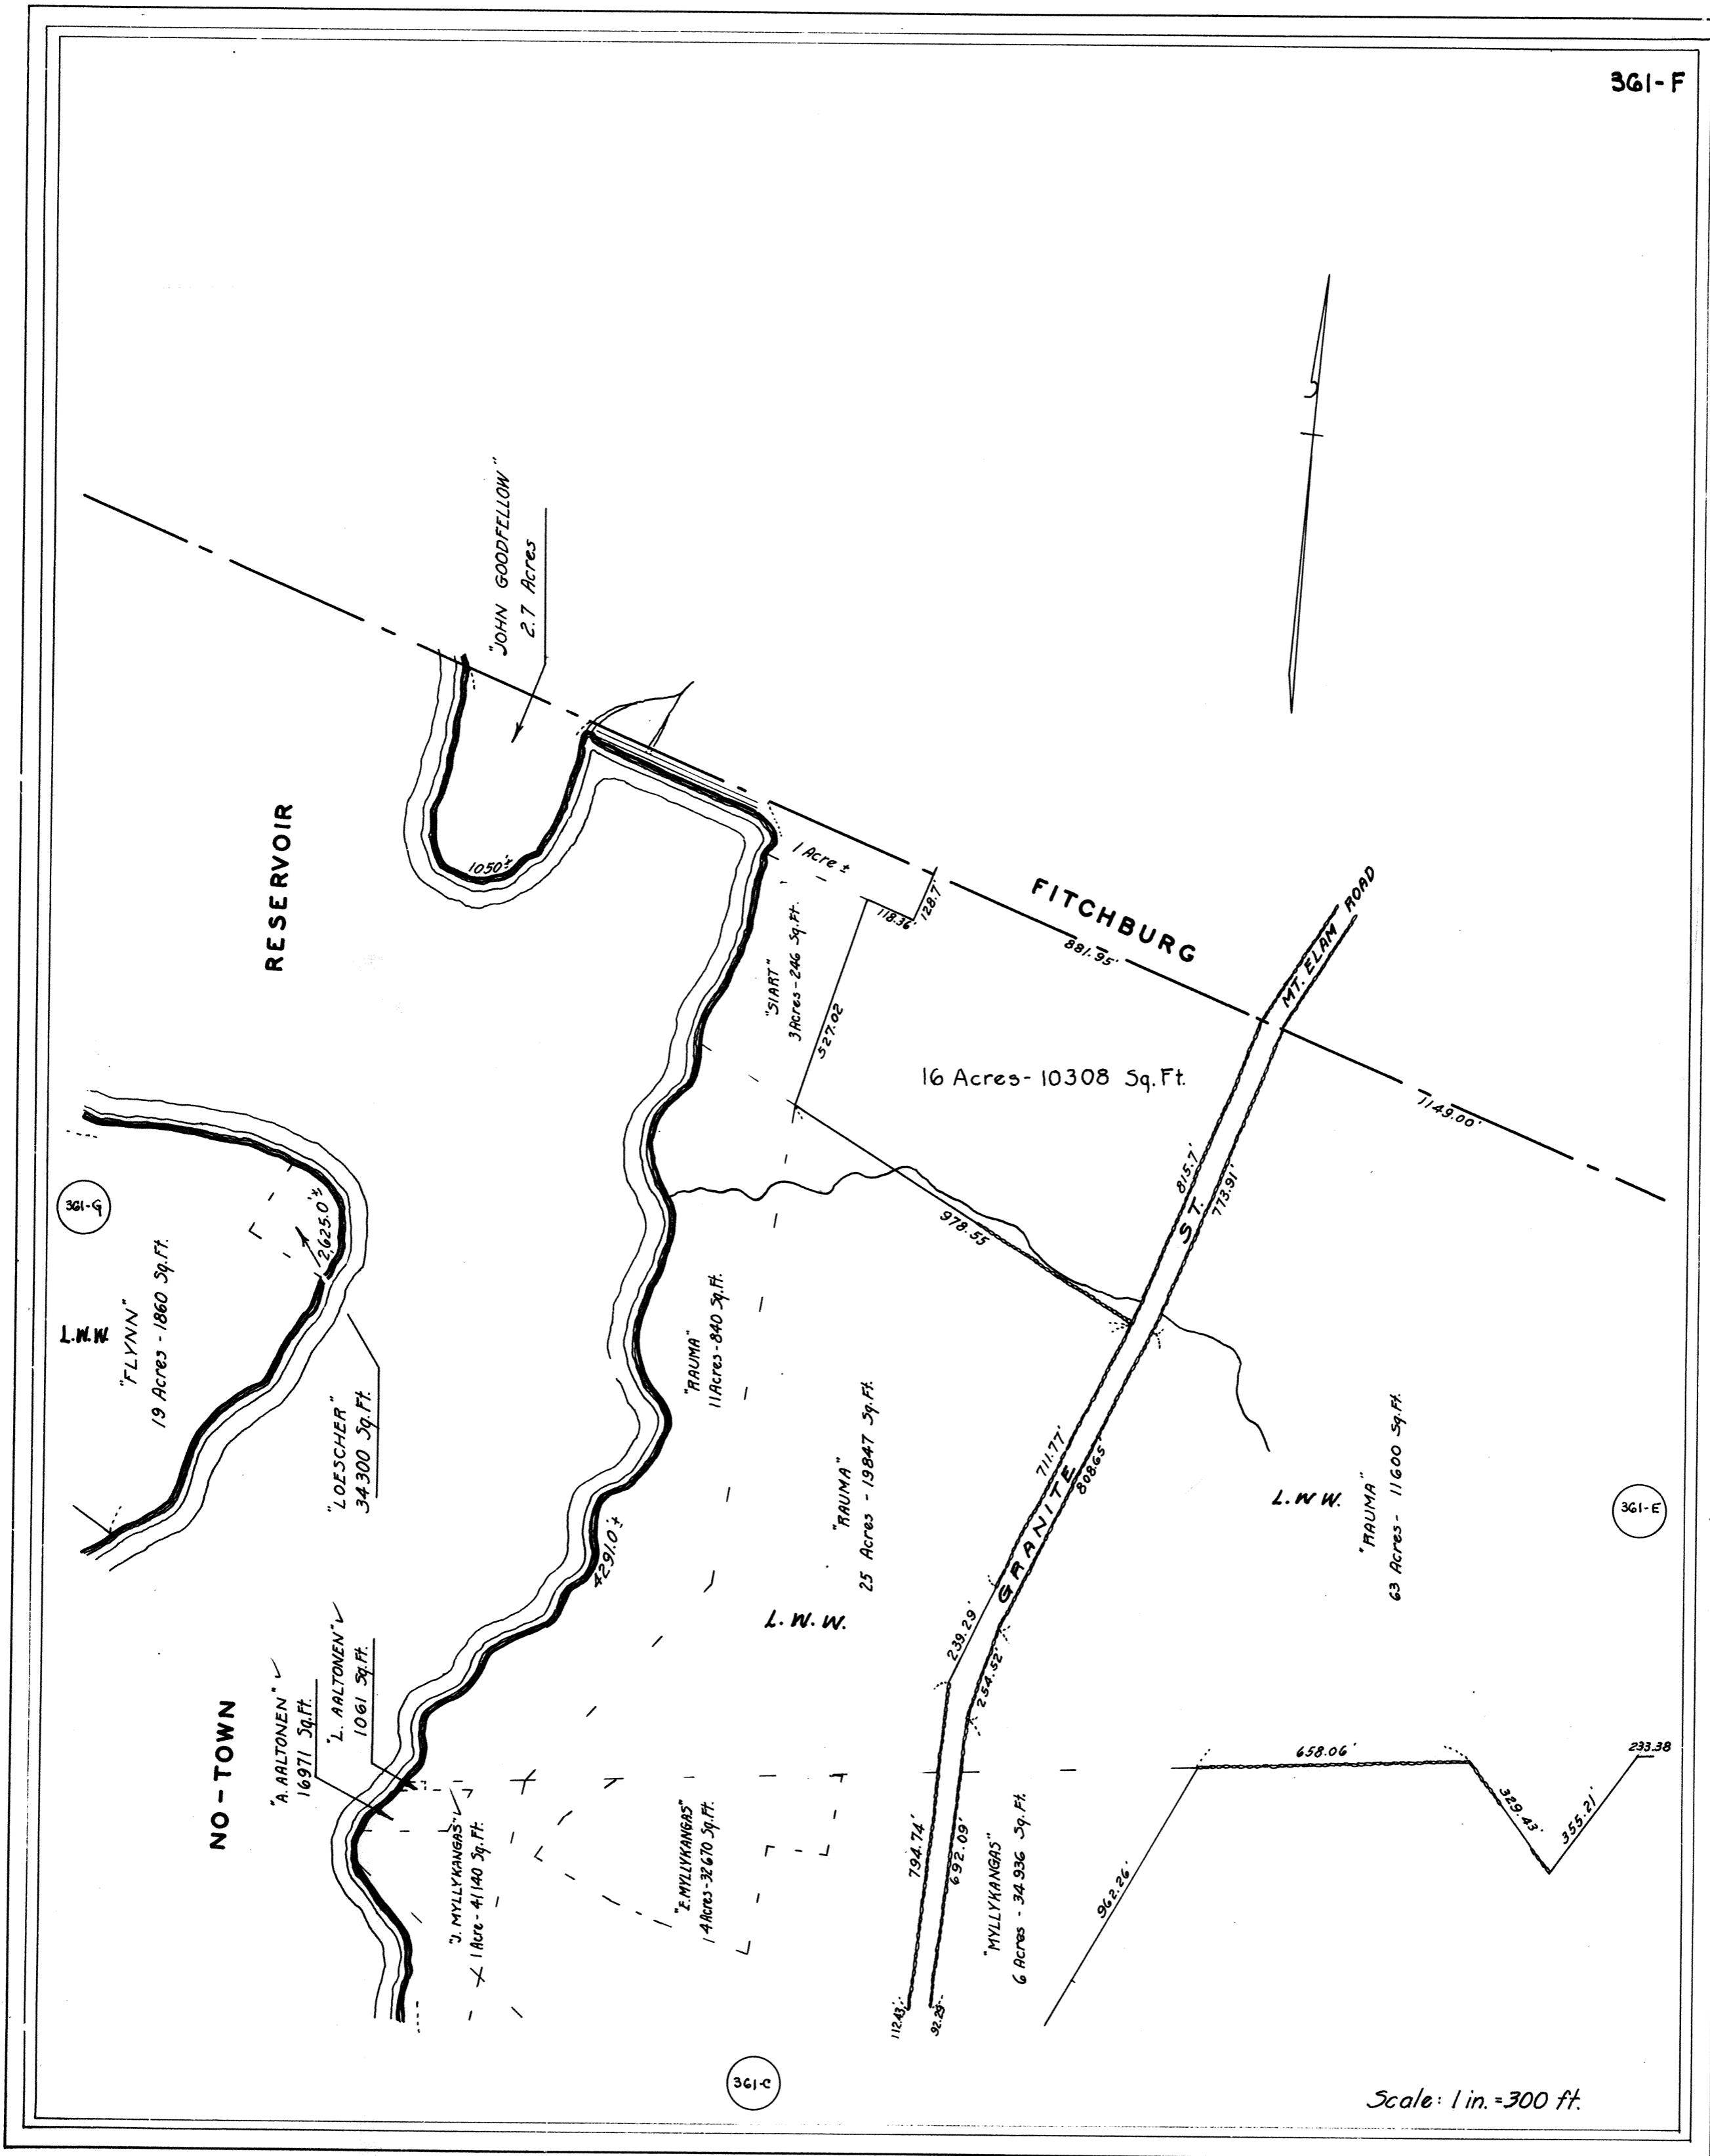 361-F
"JOHN GOODFELLOW"
2.7 Acres
RESERVOIR
1050'±
1 Acre ±
118.36'
128.7'
FITCHBURG
881.95'
MT. ELAM ROAD
"SIART"
3 Acres-246 Sq.Ft.
527.02
16 Acres-10308 Sq.Ft.
1149.00'
815.7'
773.91'
ST.
978.55
361-G
2,625.0'±
L.W.W.
"FLYNN"
19 Acres-1860 Sq.Ft.
"LOESCHER"
34300 Sq.Ft.
"RAUMA"
11 Acres-840 Sq.Ft.
"RAUMA"
25 Acres - 19847 Sq.Ft.
711.77'
808.65'
GRANITE
L.W.W.
"RAUMA"
63 Acres- 11600 Sq.Ft.
361-E
4291.0'±
L.W.W.
239.29'
254.52'
NO-TOWN
"A. AALTONEN"
16971 Sq.Ft.
"L. AALTONEN"
1061 Sq.Ft.
"J. MYLLYKANGAS"
1 Acre-41140 Sq.Ft.
"E.MYLLYKANGAS"
14 Acres-32670 Sq.Ft.
794.74'
692.09'
"MYLLYKANGAS"
6 Acres - 34936 Sq.Ft.
658.06'
233.38
329.43'
355.21'
962.26'
112.43'
92.29
361-C
Scale: 1 in.=300 ft.